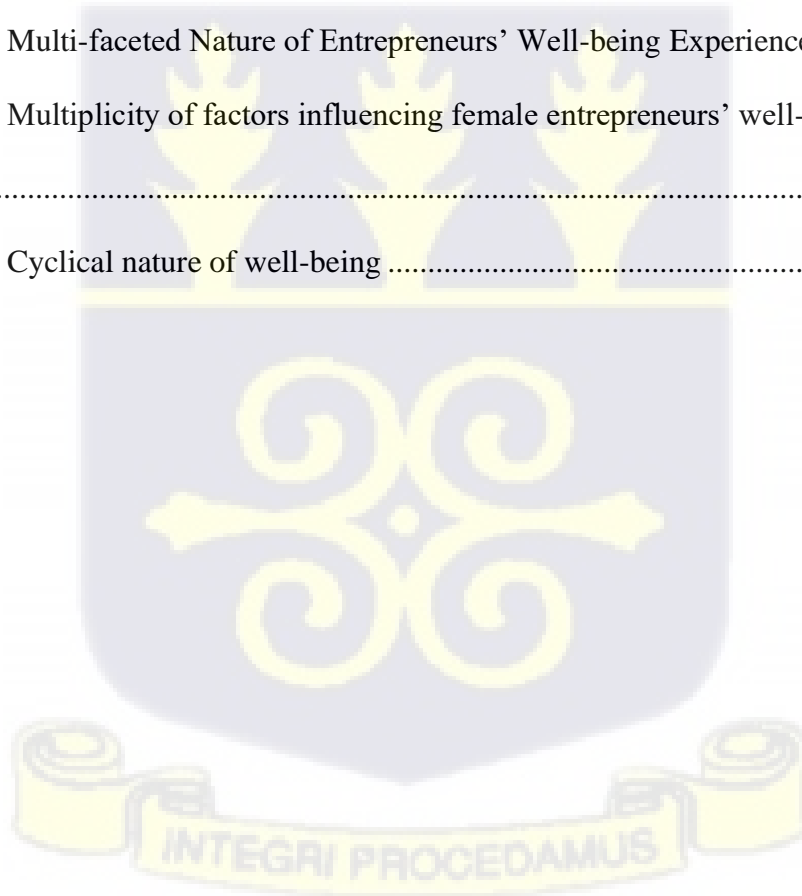 Multi-faceted Nature of Entrepreneurs’ Well-being Experience
Multiplicity of factors influencing female entrepreneurs’ well-
................................................................................................
Cyclical nature of well-being .................................................
INTEGRI PROCEDAMUS